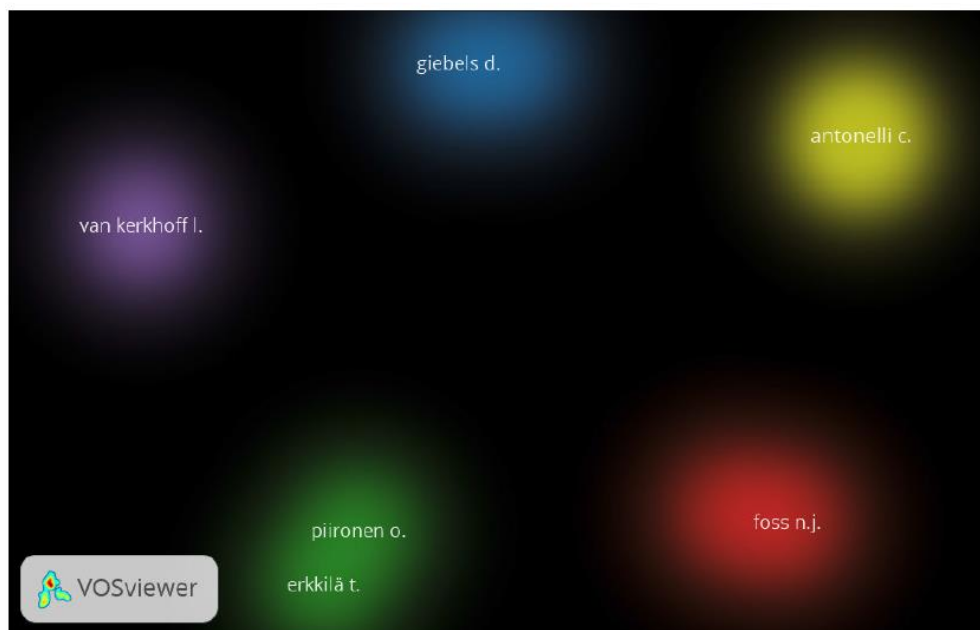 giebels d.
antonelli c.
van kerkhoff l.
foss n.j.
piironen o.
erkkilä t.
VOSviewer